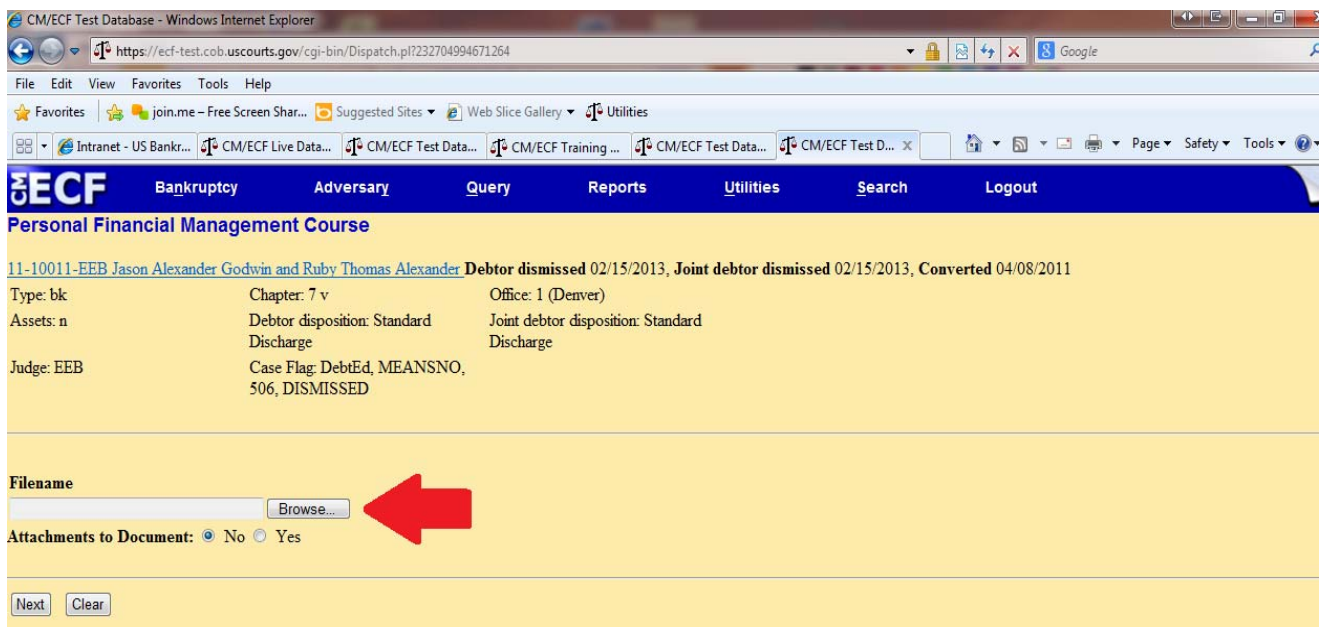 CM/ECF Test Database - Windows Internet Explorer
https://ecf-test.cob.uscourts.gov/cgi-bin/Dispatch.pl?232704994671264
Google
File Edit View Favorites Tools Help
Favorites join.me – Free Screen Shar... Suggested Sites Web Slice Gallery Utilities
Intranet - US Bankr... CM/ECF Live Data... CM/ECF Test Data... CM/ECF Training ... CM/ECF Test Data... CM/ECF Test D... X Page Safety Tools
CM ECF Bankruptcy Adversary Query Reports Utilities Search Logout
Personal Financial Management Course
11-10011-EEB Jason Alexander Godwin and Ruby Thomas Alexander Debtor dismissed 02/15/2013, Joint debtor dismissed 02/15/2013, Converted 04/08/2011
Type: bk Chapter: 7 v Office: 1 (Denver)
Assets: n Debtor disposition: Standard Joint debtor disposition: Standard
Discharge Discharge
Judge: EEB Case Flag: DebtEd, MEANSNO,
506, DISMISSED
Filename
Browse...
Attachments to Document: No Yes
Next Clear